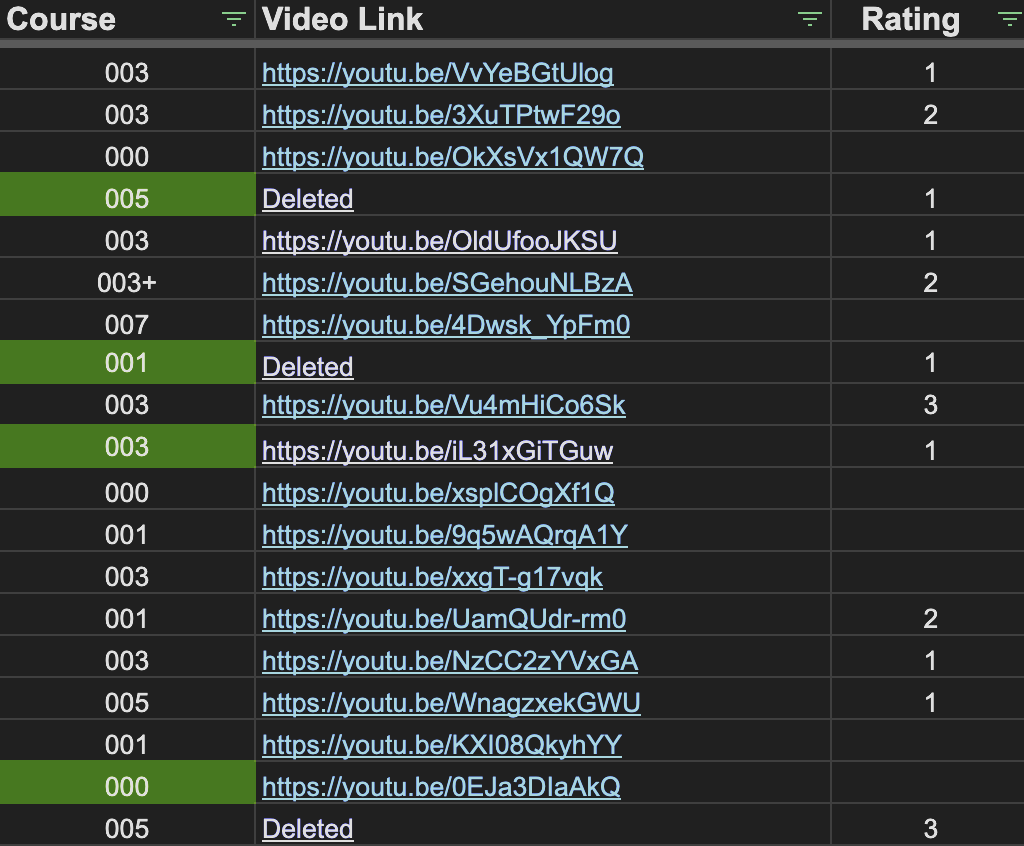 Course Video Link Rating
003 https://youtu.be/VvYeBGtUlog 1
003 https://youtu.be/3XuTPtwF29o 2
000 https://youtu.be/OkXsVx1QW7Q
005 Deleted 1
003 https://youtu.be/OldUfooJKSU 1
003+ https://youtu.be/SGehouNLBzA 2
007 https://youtu.be/4Dwsk_YpFm0
001 Deleted 1
003 https://youtu.be/Vu4mHiCo6Sk 3
003 https://youtu.be/iL31xGiTGuw 1
000 https://youtu.be/xsplCOgXf1Q
001 https://youtu.be/9q5wAQrqA1Y
003 https://youtu.be/xxgT-g17vqk
001 https://youtu.be/UamQUdr-rm0 2
003 https://youtu.be/NzCC2zYVxGA 1
005 https://youtu.be/WnagzxekGWU 1
001 https://youtu.be/KXI08QkyhYY
000 https://youtu.be/0EJa3DIaAkQ
005 Deleted 3